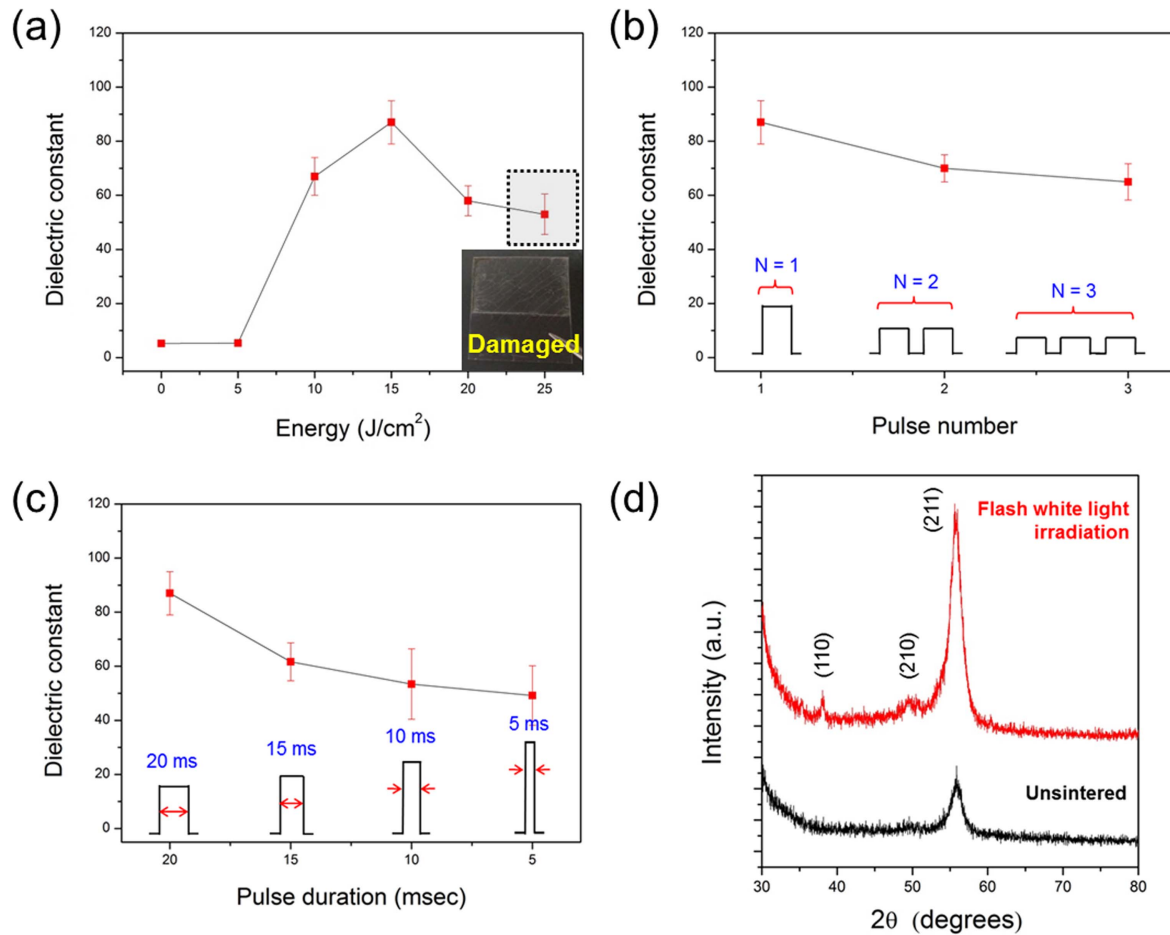 (a)
120
100
80
60
40
20
0
Dielectric constant
Damaged
0 5 10 15 20 25
Energy (J/cm²)
(b)
120
100
80
60
40
20
0
Dielectric constant
N = 1
N = 2
N = 3
1 2 3
Pulse number
(c)
120
100
80
60
40
20
0
Dielectric constant
20 ms
15 ms
10 ms
5 ms
20 15 10 5
Pulse duration (msec)
(d)
Intensity (a.u.)
(110)
(210)
(211)
Flash white light
irradiation
Unsintered
30 40 50 60 70 80
2θ (degrees)